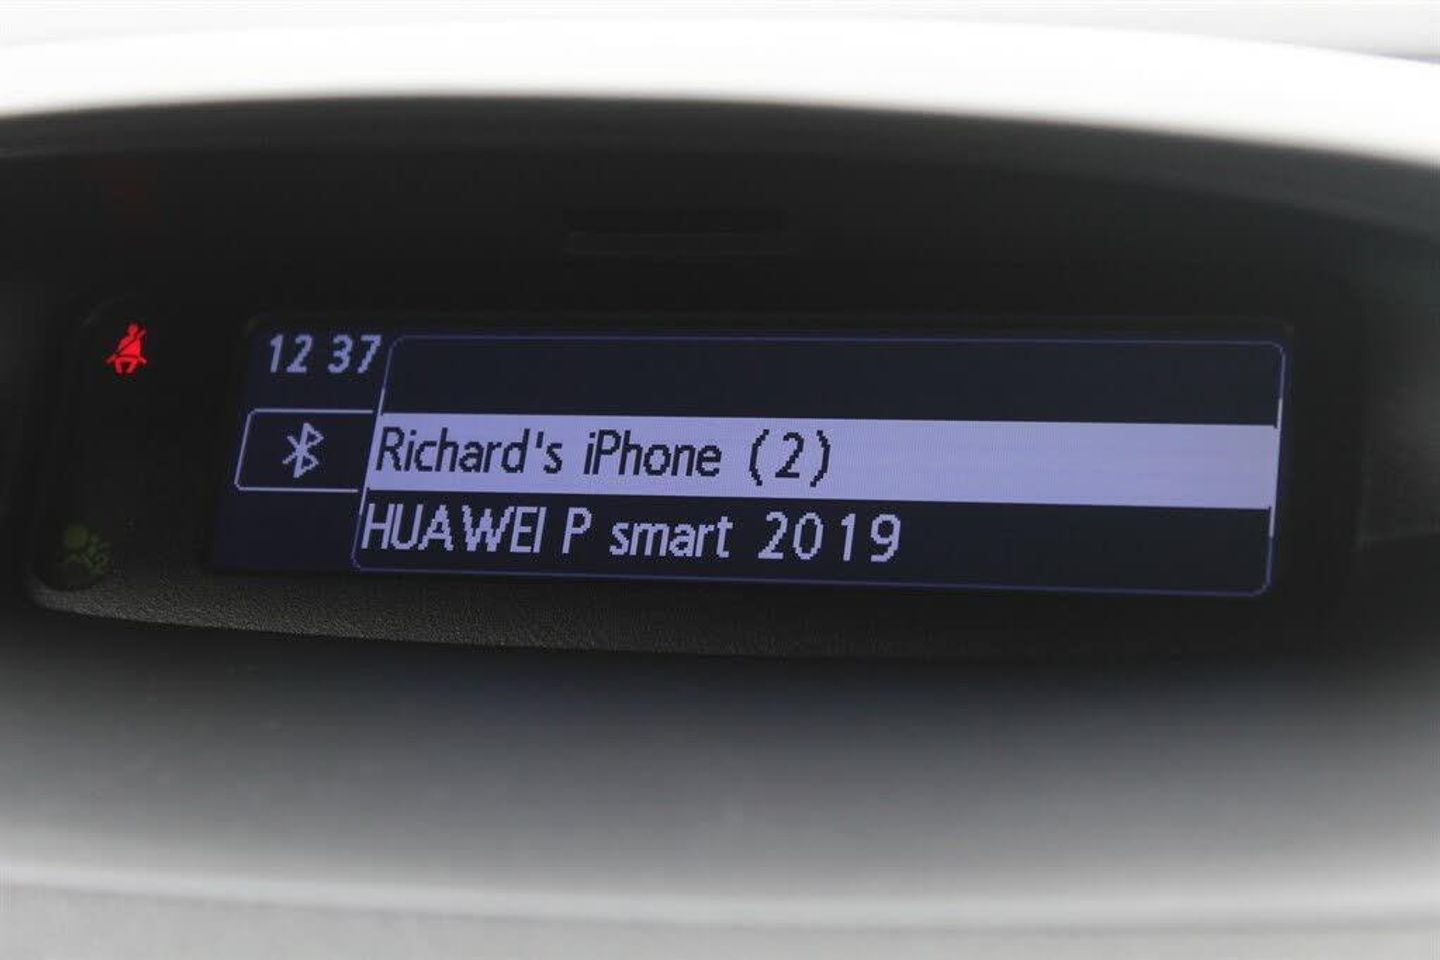 12 37
Richard's iPhone (2)
HUAWEI P smart 2019